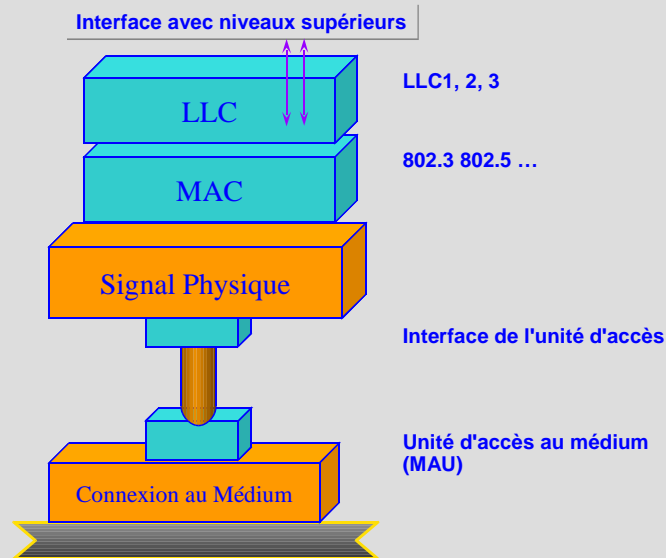 Interface avec niveaux supérieurs
LLC1, 2, 3
LLC
802.3 802.5 ...
MAC
Signal Physique
Interface de l'unité d'accès
Unité d'accès au médium
(MAU)
Connexion au Médium